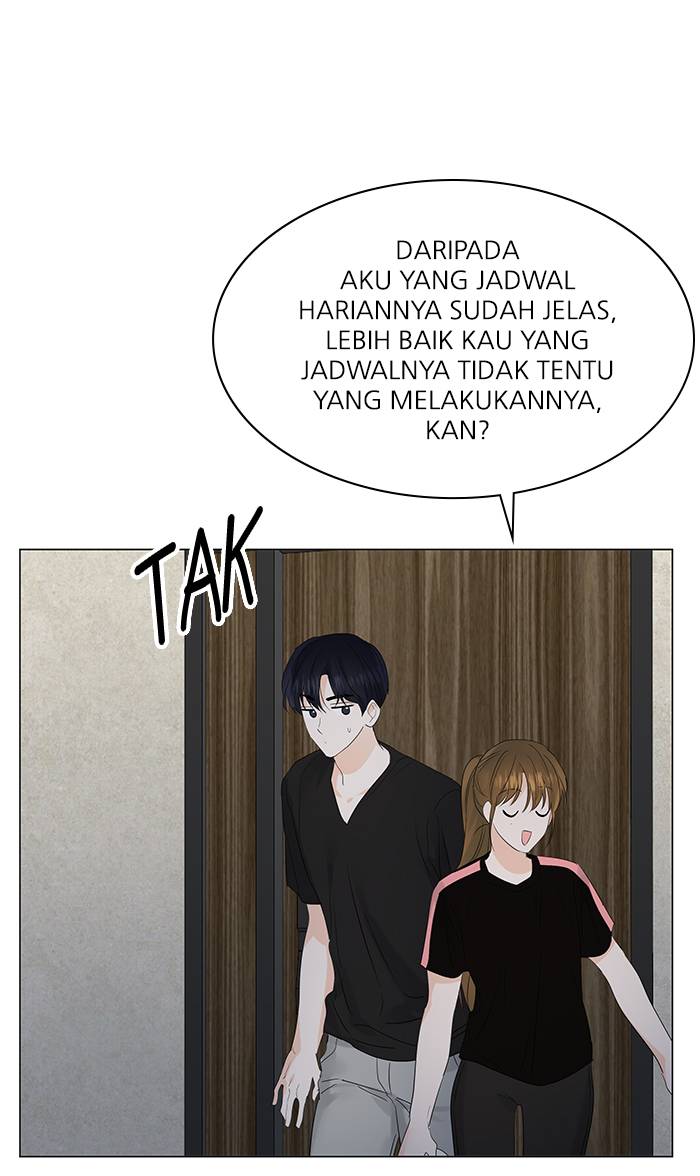 DARIPADA
AKU YANG JADWAL
HARIANNYA SUDAH JELAS,
LEBIH BAIK KAU YANG
JADWALNYA TIDAK TENTU
YANG MELAKUKANNYA,
KAN?
TAK